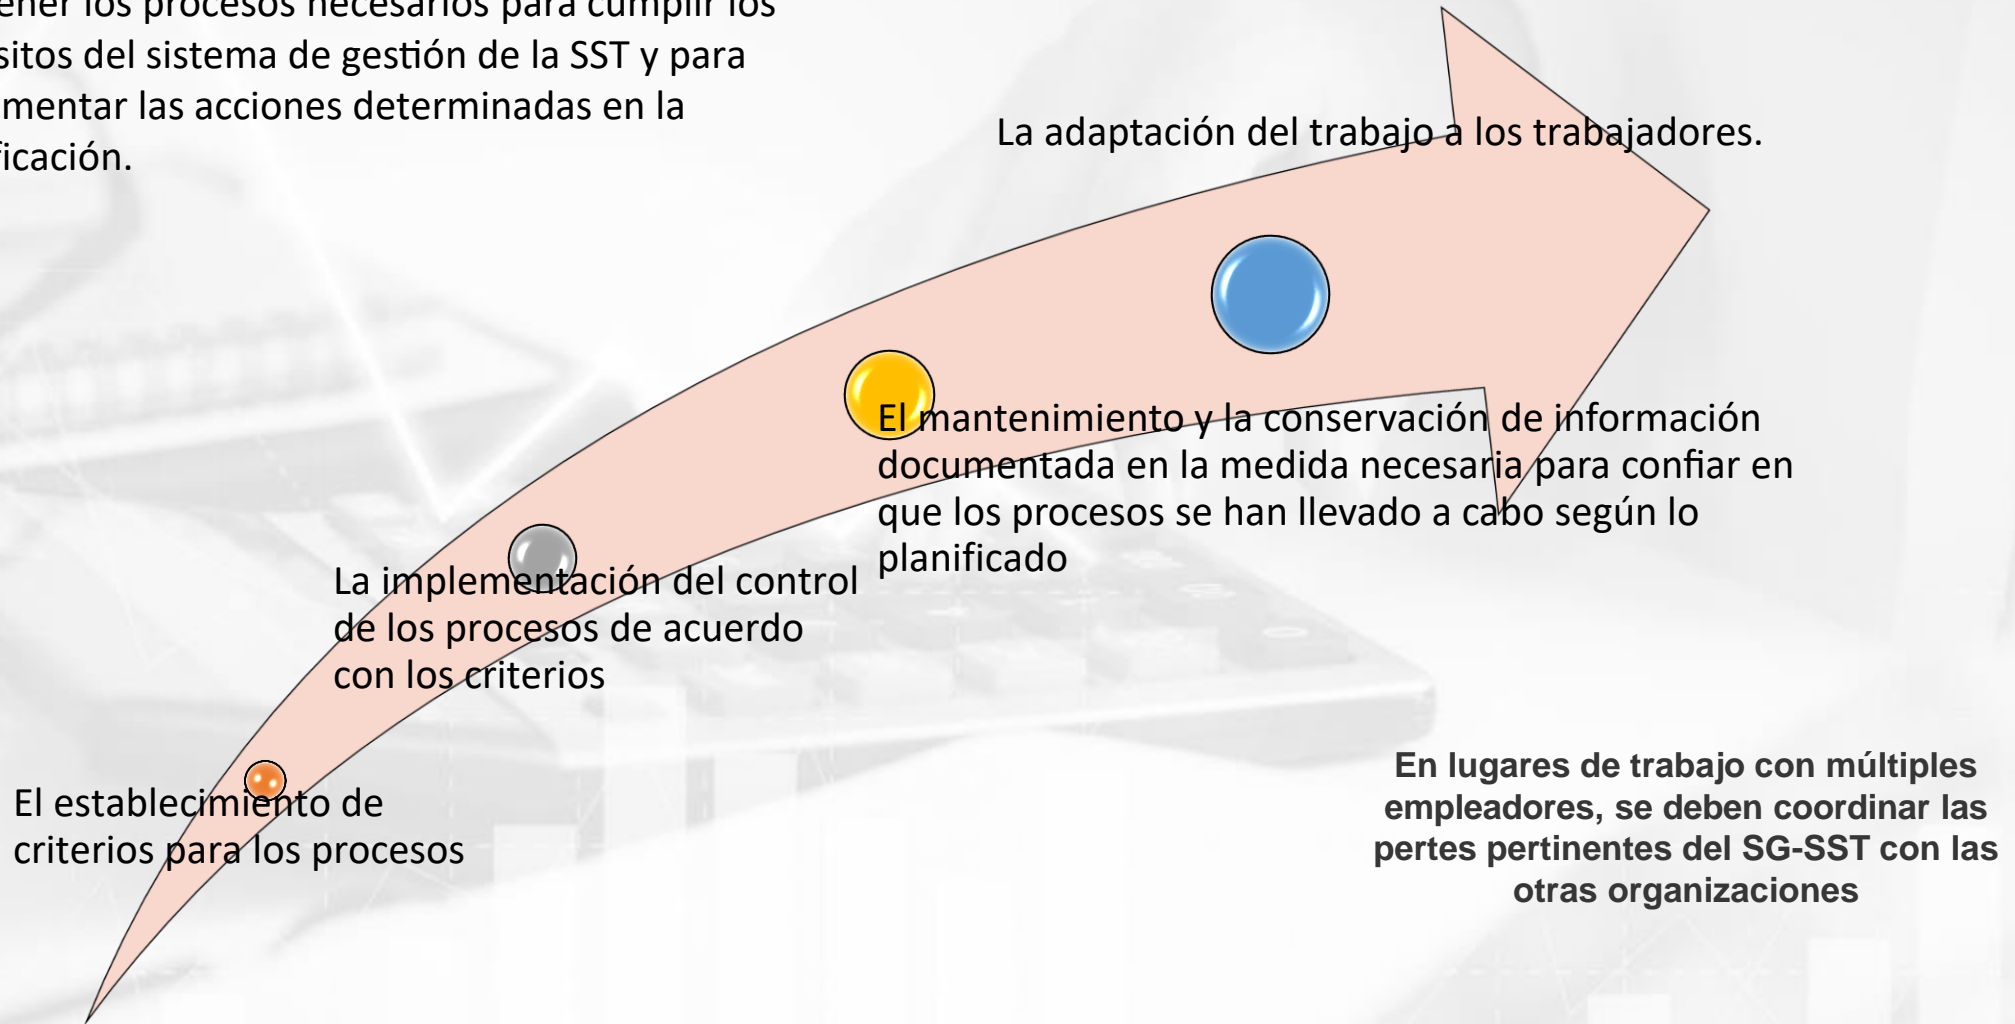 los procesos necesarios para cumplir los
del sistema de gestión de la SST y para
las acciones determinadas en la
La adaptación del trabajo a los trabajadores.
El mantenimiento y la conservación de información
documentada en la medida necesaria para confiar en
que los procesos se han llevado a cabo según lo
planificado
La implementación del control
de los procesos de acuerdo
con los criterios
El establecimiento de
criterios para los procesos
En lugares de trabajo con múltiples
empleadores, se deben coordinar las
pertes pertinentes del SG-SST con las
otras organizaciones